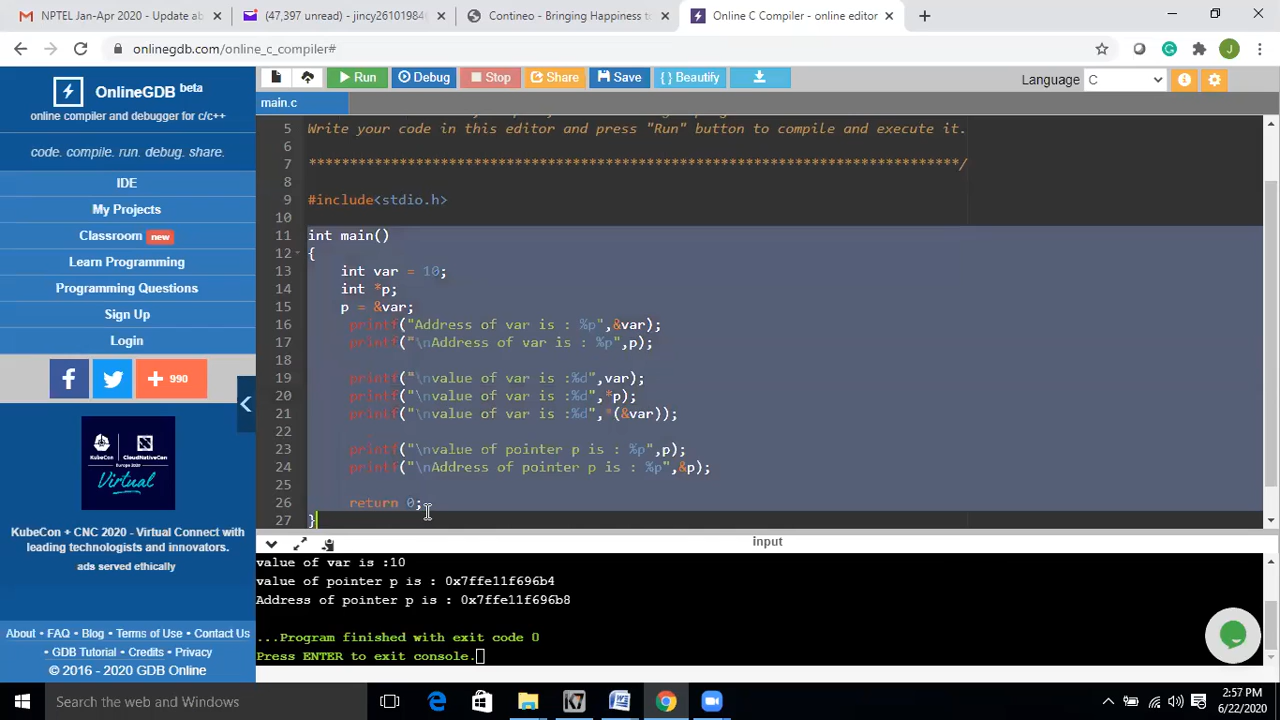 NPTEL Jan-Apr 2020 - Update ab
(47,397 unread) - jincy26101984
Contineo - Bringing Happiness to
Online C Compiler - online editor
onlinegdb.com/online_c_compiler#
J
OnlineGDB beta
online compiler and debugger for c/c++
code. compile. run. debug. share.
IDE
My Projects
Classroom new
Learn Programming
Programming Questions
Sign Up
Login
990
KubeCon CloudNativeCon
Europe 2020
Virtual
KubeCon + CNC 2020 - Virtual Connect with
leading technologists and innovators.
ads served ethically
About • FAQ • Blog • Terms of Use • Contact Us
• GDB Tutorial • Credits • Privacy
© 2016 - 2020 GDB Online
Run Debug Stop Share Save { } Beautify
Language C
main.c
5 Write your code in this editor and press "Run" button to compile and execute it.
6
7 *******************************************************************************/
8
9 #include<stdio.h>
10
11 int main()
12 {
13 int var = 10;
14 int *p;
15 p = &var;
16 printf("Address of var is : %p",&var);
17 printf("\nAddress of var is : %p",p);
18
19 printf("\nvalue of var is :%d",var);
20 printf("\nvalue of var is :%d",*p);
21 printf("\nvalue of var is :%d",*(&var));
22
23 printf("\nvalue of pointer p is : %p",p);
24 printf("\nAddress of pointer p is : %p",&p);
25
26 return 0;
27 }
input
value of var is :10
value of pointer p is : 0x7ffe11f696b4
Address of pointer p is : 0x7ffe11f696b8
...Program finished with exit code 0
Press ENTER to exit console.
Type here to search
2:57 PM
6/22/2020